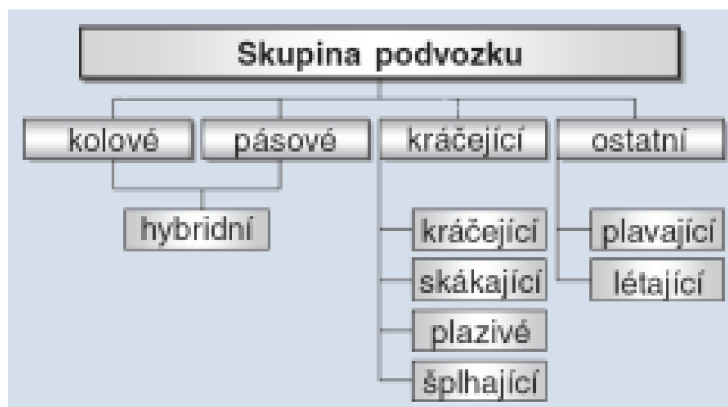 Skupina podvozku
kolové
pásové
kráčející
ostatní
hybridní
kráčející
skákající
plazivé
šplhající
plavající
létající